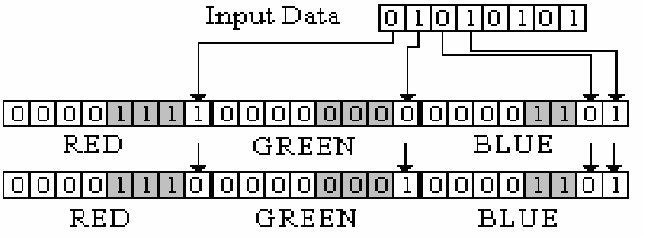 Input Data 0 1 0 1 0 1 0 1
0 0 0 0 1 1 1 1 0 0 0 0 0 0 0 0 0 0 0 0 1 1 0 1
RED GREEN BLUE
0 0 0 0 1 1 1 0 0 0 0 0 0 0 0 1 0 0 0 0 1 1 0 1
RED GREEN BLUE